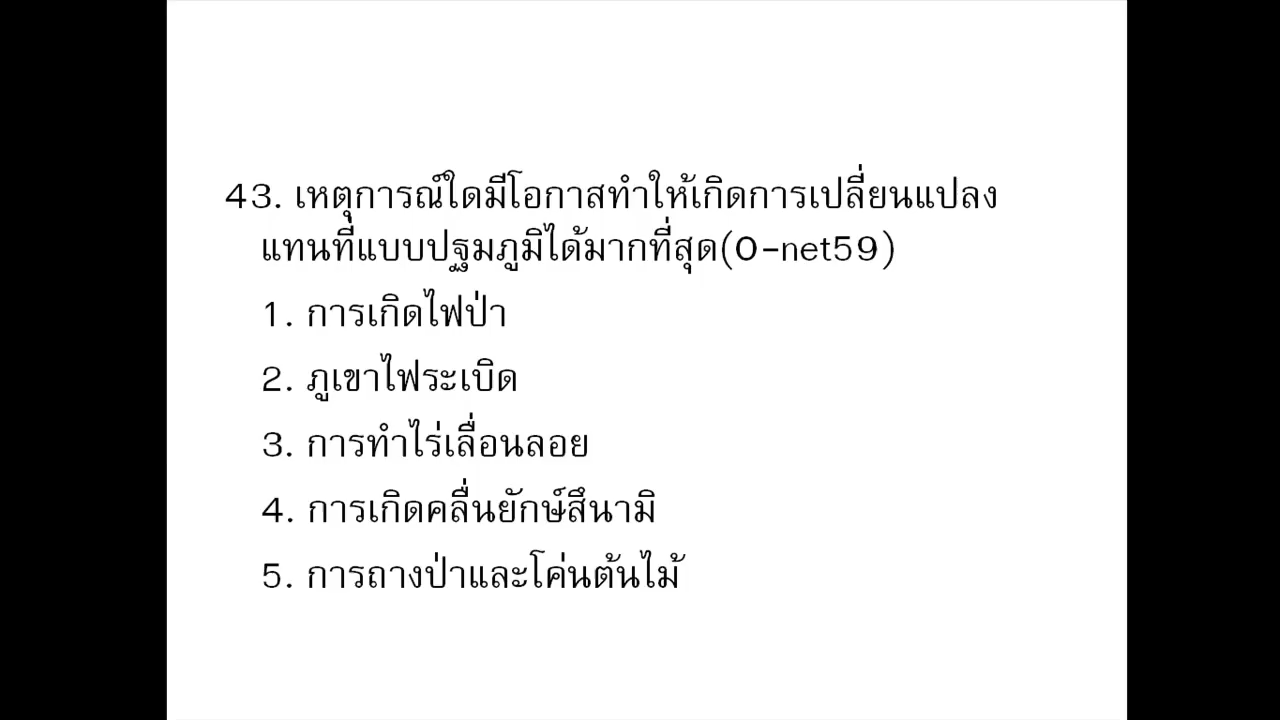 43. เหตุการณ์ใดมีโอกาสทำให้เกิดการเปลี่ยนแปลง
แทนที่แบบปฐมภูมิได้มากที่สุด(O-net59)
1. การเกิดไฟป่า
2. ภูเขาไฟระเบิด
3. การทำไร่เลื่อนลอย
4. การเกิดคลื่นยักษ์สึนามิ
5. การถางป่าและโค่นต้นไม้